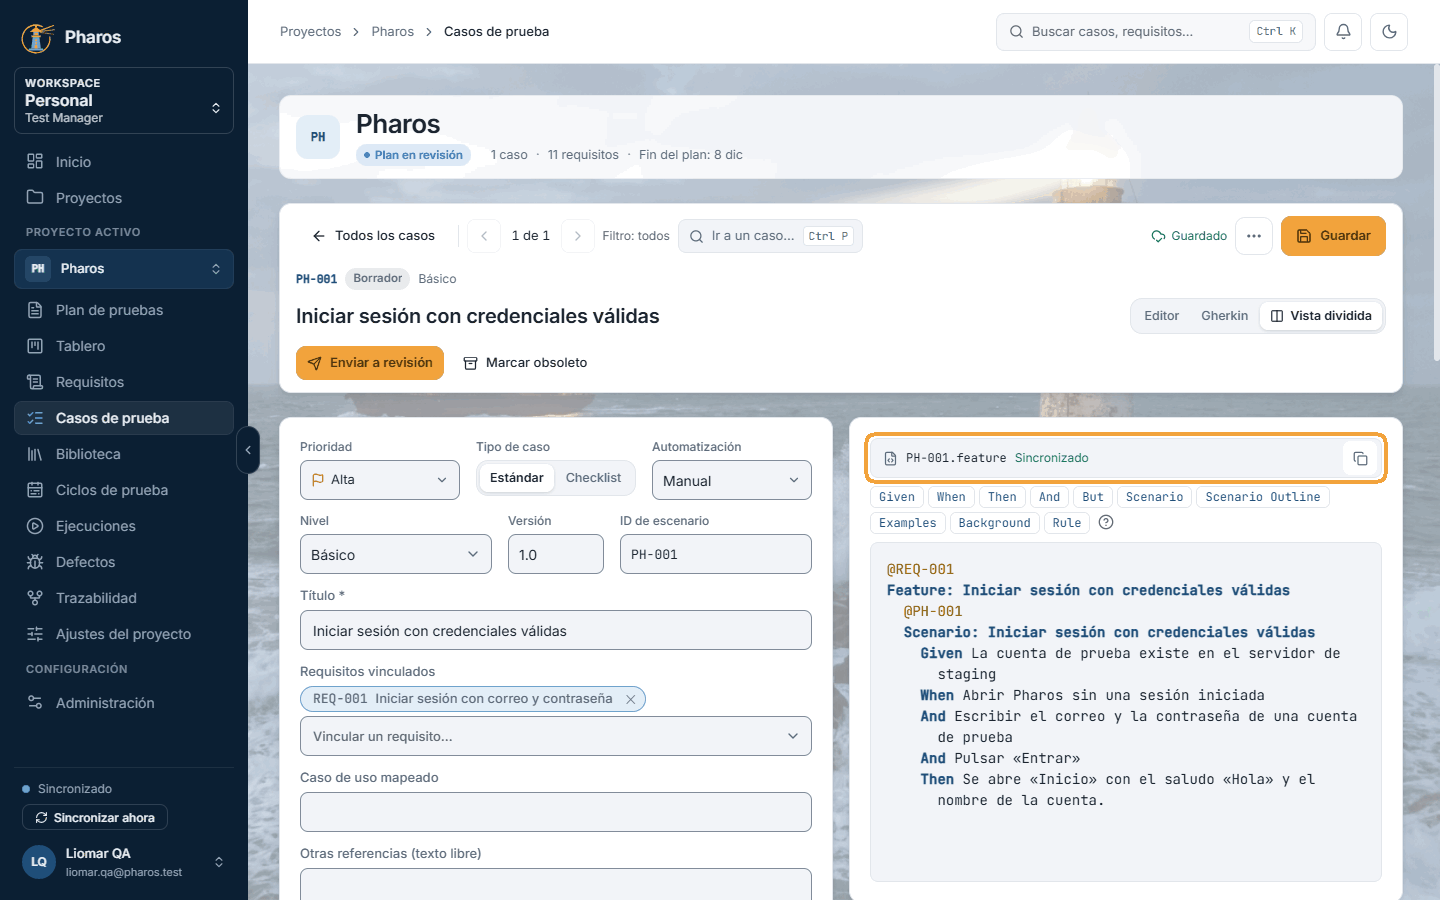 Pharos
WORKSPACE
Personal
Test Manager
Inicio
Proyectos
PROYECTO ACTIVO
PH Pharos
Plan de pruebas
Tablero
Requisitos
Casos de prueba
Biblioteca
Ciclos de prueba
Ejecuciones
Defectos
Trazabilidad
Ajustes del proyecto
CONFIGURACIÓN
Administración
Sincronizado
Sincronizar ahora
LQ
Liomar QA
liomar.qa@pharos.test
Proyectos
Pharos
Casos de prueba
Buscar casos, requisitos...
Ctrl K
PH
Pharos
Plan en revisión
1 caso · 11 requisitos · Fin del plan: 8 dic
Todos los casos
1 de 1
Filtro: todos
Ir a un caso...
Ctrl P
Guardado
Guardar
PH-001
Borrador
Básico
Iniciar sesión con credenciales válidas
Editor
Gherkin
Vista dividida
Enviar a revisión
Marcar obsoleto
Prioridad
Alta
Tipo de caso
Estándar
Checklist
Automatización
Manual
Nivel
Básico
Versión
1.0
ID de escenario
PH-001
Título *
Iniciar sesión con credenciales válidas
Requisitos vinculados
REQ-001 Iniciar sesión con correo y contraseña
Vincular un requisito...
Caso de uso mapeado
Otras referencias (texto libre)
PH-001.feature Sincronizado
Given When Then And But Scenario Scenario Outline
Examples Background Rule
@REQ-001
Feature: Iniciar sesión con credenciales válidas
@PH-001
Scenario: Iniciar sesión con credenciales válidas
Given La cuenta de prueba existe en el servidor de
staging
When Abrir Pharos sin una sesión iniciada
And Escribir el correo y la contraseña de una cuenta
de prueba
And Pulsar «Entrar»
Then Se abre «Inicio» con el saludo «Hola» y el
nombre de la cuenta.